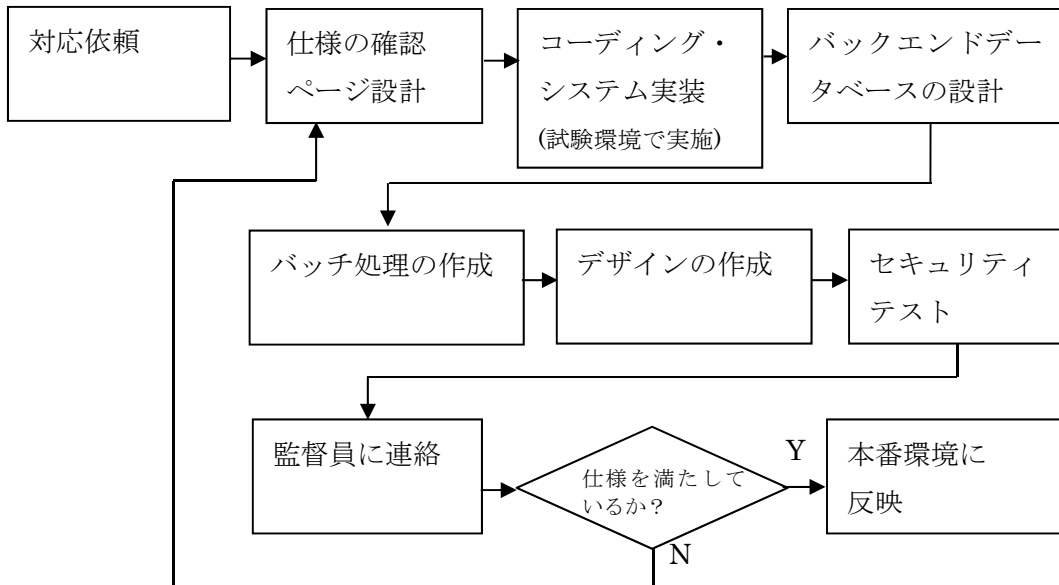 対応依頼
仕様の確認
ページ設計
コーディング・
システム実装
(試験環境で実施)
バックエンドデー
タベースの設計
バッチ処理の作成
デザインの作成
セキュリティ
テスト
監督員に連絡
仕様を満たして
いるか？
Y
N
本番環境に
反映